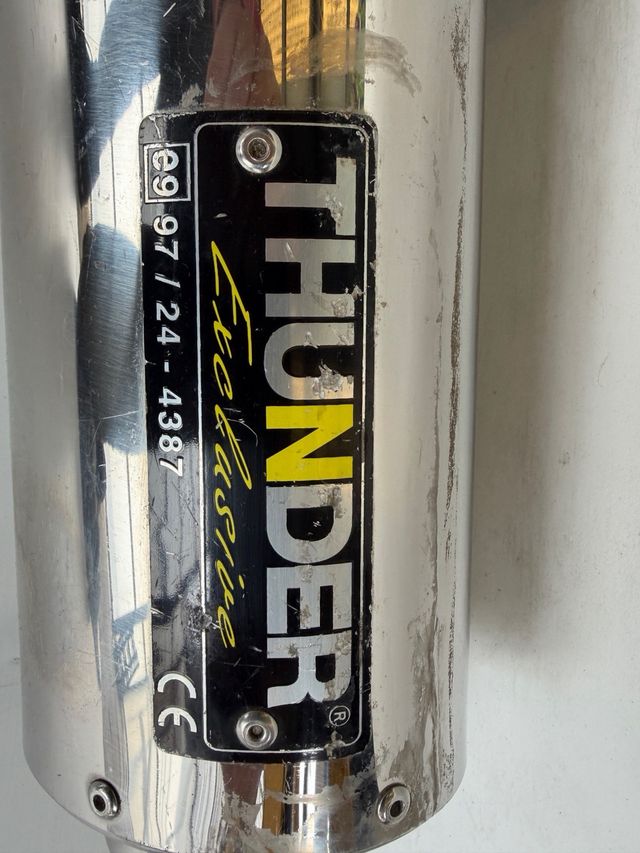 THUNDER®
Exclusive
e9 97/24-4387 CE